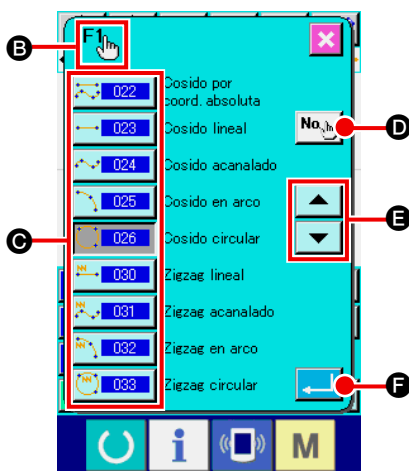 B
F1
022 Cosido por
coord. absoluta
023 Cosido lineal
No.
D
024 Cosido acanalado
025 Cosido en arco
E
C
026 Cosido circular
030 Zigzag lineal
031 Zigzag acanalado
032 Zigzag en arco
033 Zigzag circular
F
i
M